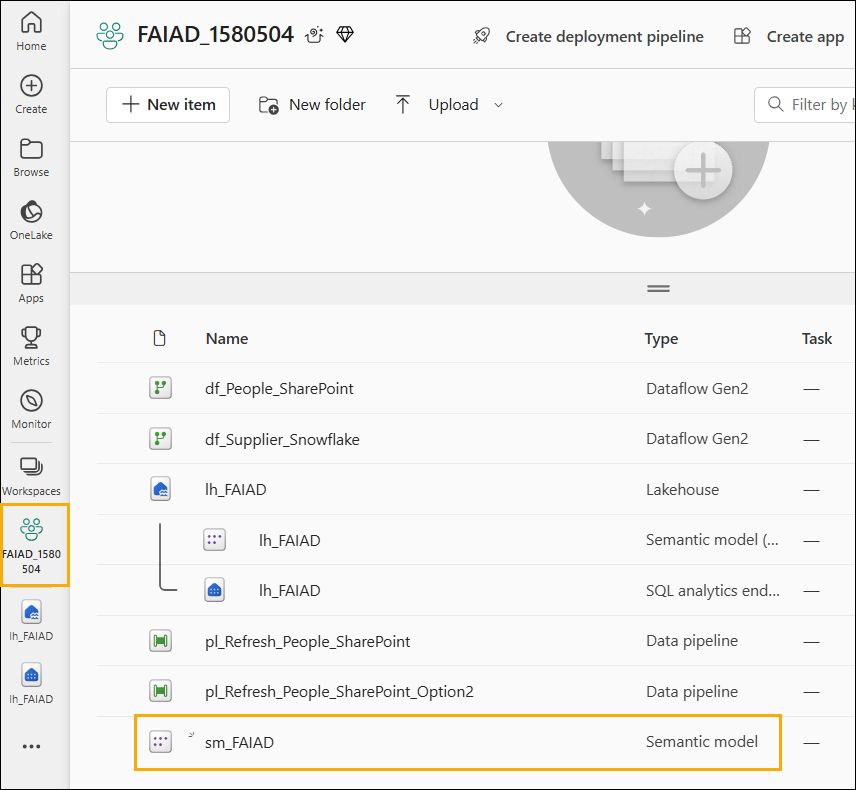 Home
Create
Browse
OneLake
Apps
Metrics
Monitor
Workspaces
FAIAD_1580
504
lh_FAIAD
lh_FAIAD
FAIAD_1580504
Create deployment pipeline
Create app
New item
New folder
Upload
Filter by k
Name Type Task
df_People_SharePoint Dataflow Gen2 —
df_Supplier_Snowflake Dataflow Gen2 —
lh_FAIAD Lakehouse —
lh_FAIAD Semantic model (... —
lh_FAIAD SQL analytics end... —
pl_Refresh_People_SharePoint Data pipeline —
pl_Refresh_People_SharePoint_Option2 Data pipeline —
sm_FAIAD Semantic model —